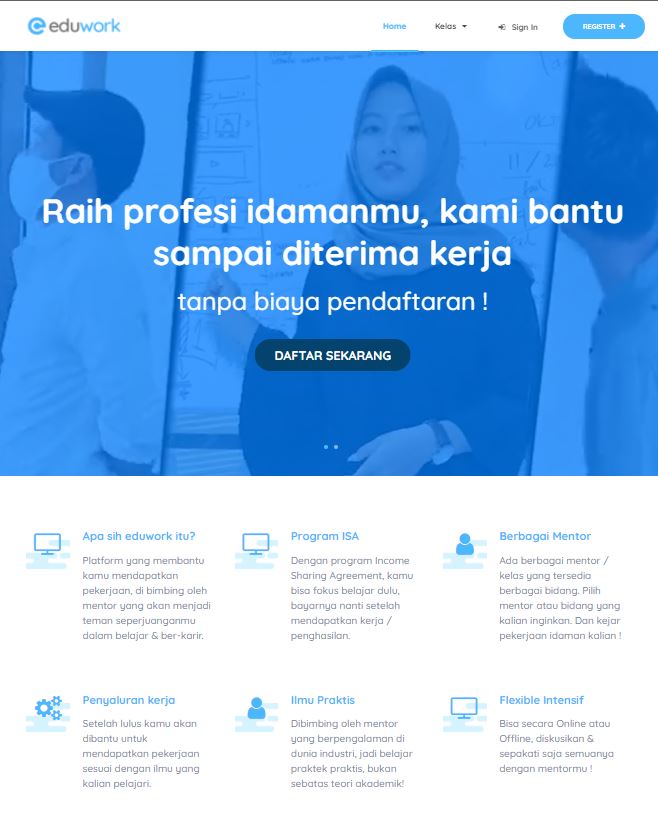 eduwork
Home
Kelas
Sign In
REGISTER +
Raih profesi idamanmu, kami bantu
sampai diterima kerja
tanpa biaya pendaftaran !
DAFTAR SEKARANG
Apa sih eduwork itu?
Platform yang membantu
kamu mendapatkan
pekerjaan, di bimbing oleh
mentor yang akan menjadi
teman seperjuanganmu
dalam belajar & ber-karir.
Program ISA
Dengan program Income
Sharing Agreement, kamu
bisa fokus belajar dulu,
bayarnya nanti setelah
mendapatkan kerja /
penghasilan.
Berbagai Mentor
Ada berbagai mentor /
kelas yang tersedia
berbagai bidang. Pilih
mentor atau bidang yang
kalian inginkan. Dan kejar
pekerjaan idaman kalian !
Penyaluran kerja
Setelah lulus kamu akan
dibantu untuk
mendapatkan pekerjaan
sesuai dengan ilmu yang
kalian pelajari.
Ilmu Praktis
Dibimbing oleh mentor
yang berpengalaman di
dunia industri, jadi belajar
praktek praktis, bukan
sebatas teori akademik!
Flexible Intensif
Bisa secara Online atau
Offline, diskusikan &
sepakati saja semuanya
dengan mentormu !